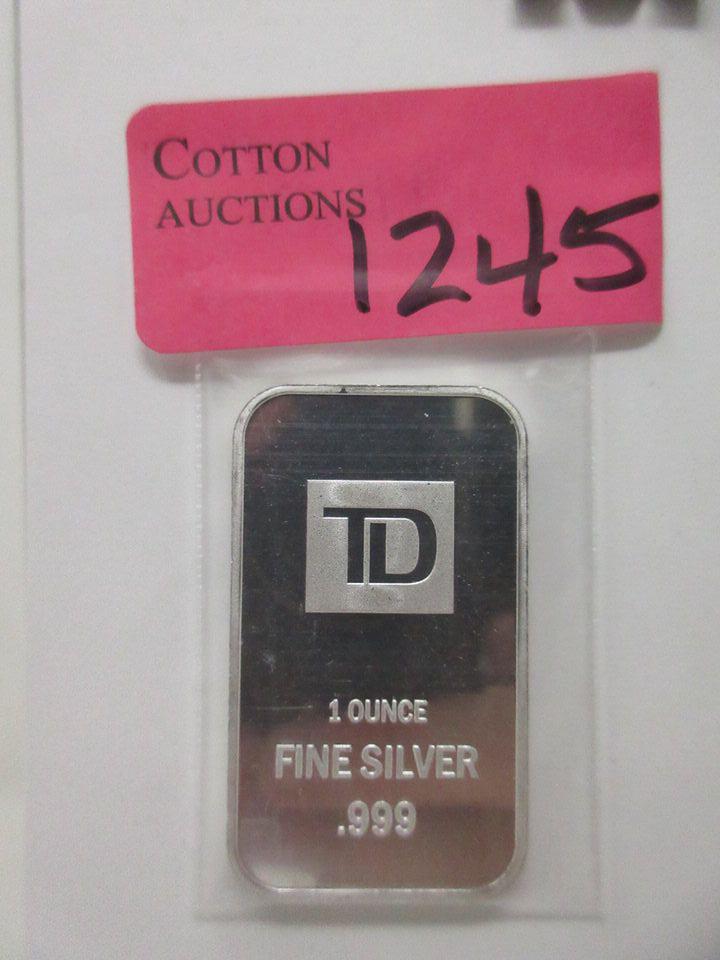 COTTON
AUCTIONS
1245
TD
1 OUNCE
FINE SILVER
.999